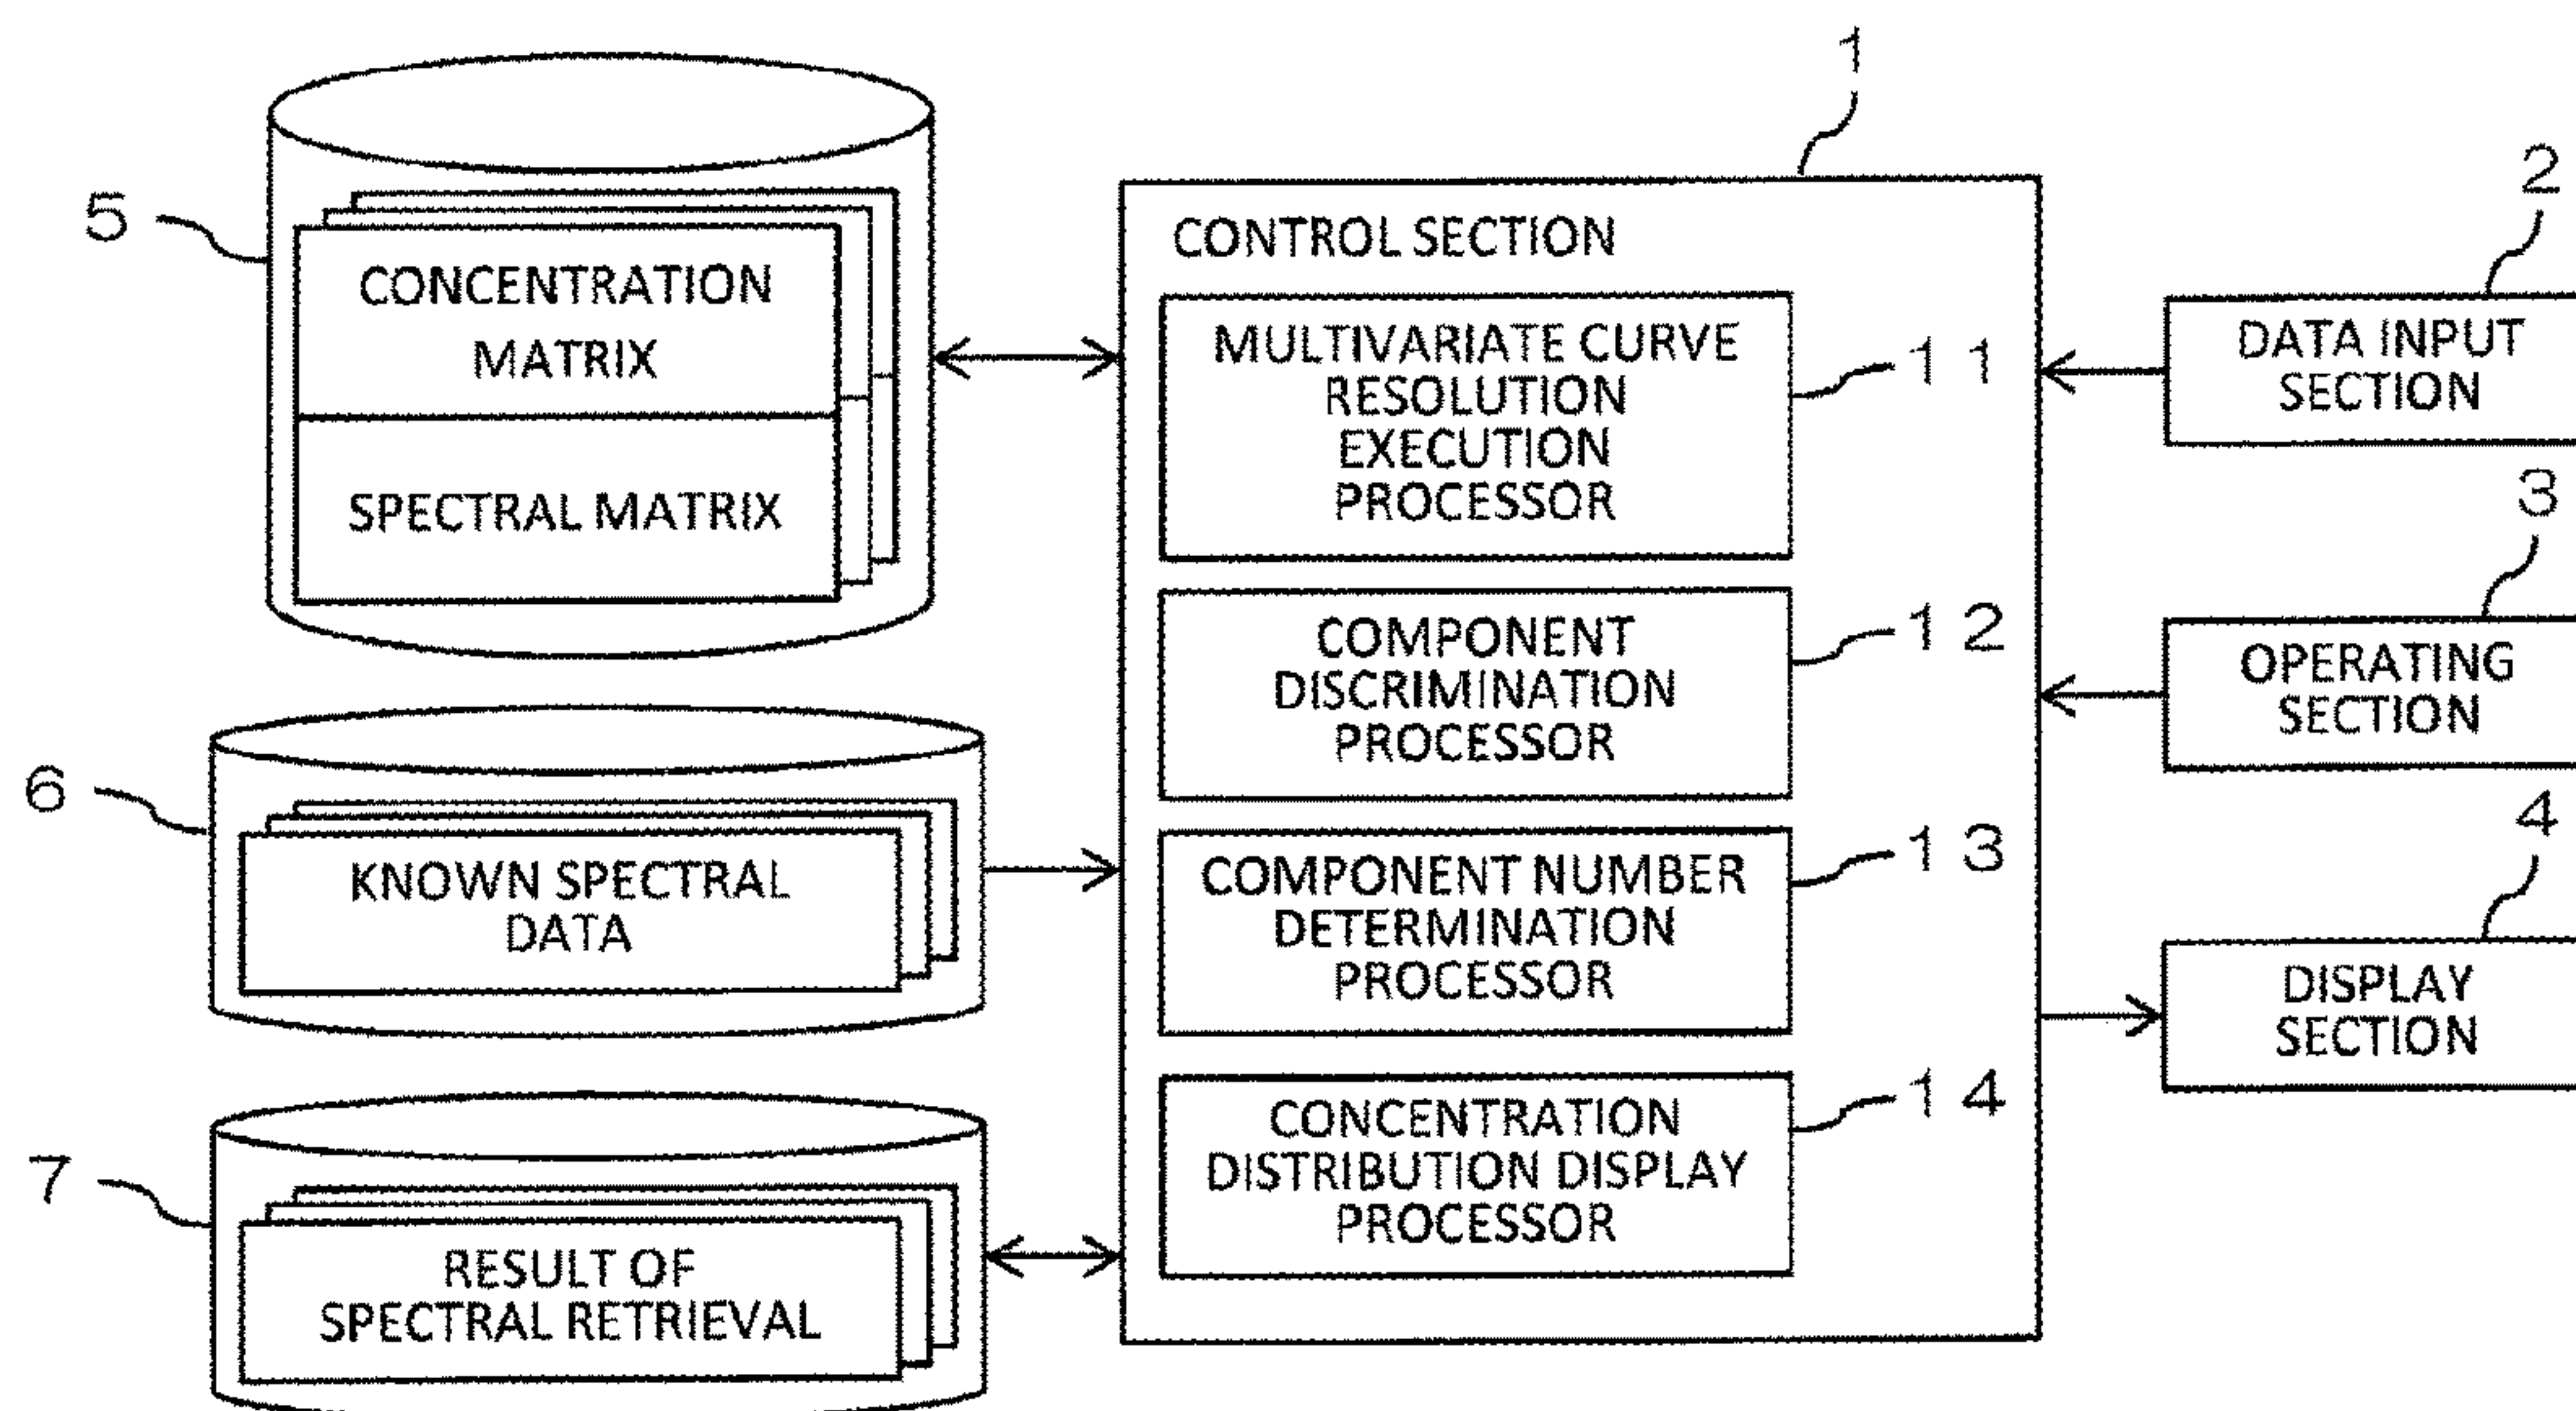 1
5
CONCENTRATION
MATRIX
SPECTRAL MATRIX
6
KNOWN SPECTRAL
DATA
7
RESULT OF
SPECTRAL RETRIEVAL
CONTROL SECTION
MULTIVARIATE CURVE
RESOLUTION
EXECUTION
PROCESSOR
11
COMPONENT
DISCRIMINATION
PROCESSOR
12
COMPONENT NUMBER
DETERMINATION
PROCESSOR
13
CONCENTRATION
DISTRIBUTION DISPLAY
PROCESSOR
14
2
DATA INPUT
SECTION
3
OPERATING
SECTION
4
DISPLAY
SECTION